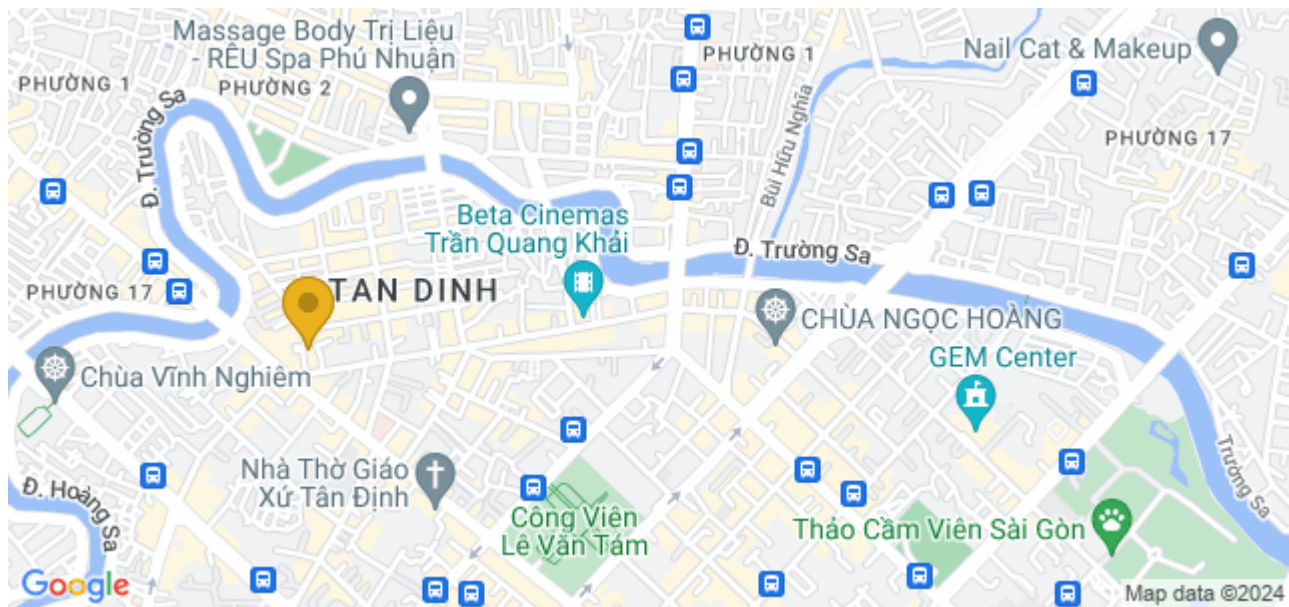 Massage Body Trị Liệu
- RÊU Spa Phú Nhuận
PHƯỜNG 1
Nail Cat & Makeup
PHƯỜNG 1
PHƯỜNG 2
Đ. Trường Sa
Bùi Hữu Nghĩa
PHƯỜNG 17
Beta Cinemas
Trần Quang Khải
Đ. Trường Sa
PHƯỜNG 17
TAN DINH
CHÙA NGỌC HOÀNG
GEM Center
Chùa Vĩnh Nghiêm
Trường Sa
Nhà Thờ Giáo
Xứ Tân Định
Đ. Hoàng Sa
Công Viên
Lê Văn Tám
Thảo Cầm Viên Sài Gòn
Google
Map data ©2024